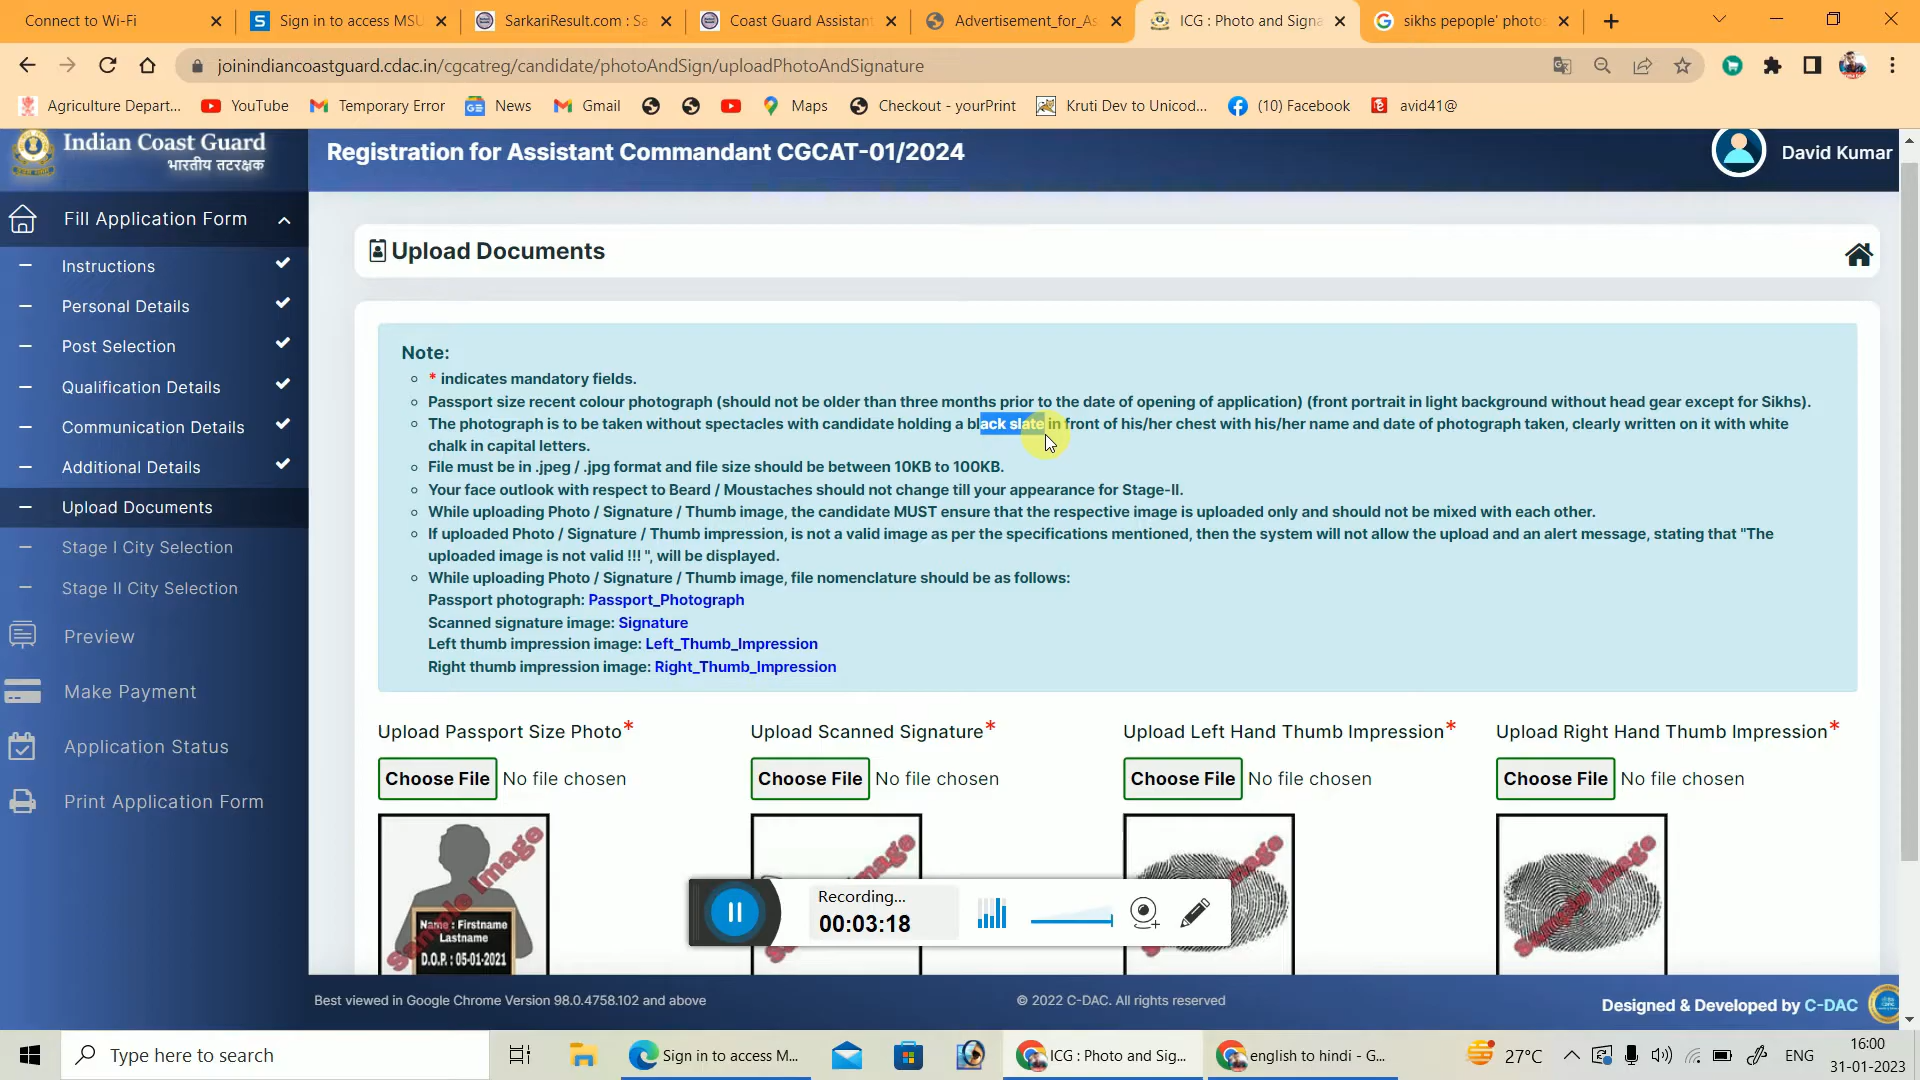 Connect to Wi-Fi
Sign in to access MSU
SarkariResult.com : Sa
Coast Guard Assistant
Advertisement_for_As
ICG : Photo and Signa
sikhs pepople' photos
joinindiancoastguard.cdac.in/cgcatreg/candidate/photoAndSign/uploadPhotoAndSignature
Agriculture Depart...
YouTube
Temporary Error
News
Gmail
Maps
Checkout - yourPrint
Kruti Dev to Unicod...
(10) Facebook
avid41@
Indian Coast Guard
भारतीय तटरक्षक
Registration for Assistant Commandant CGCAT-01/2024
David Kumar
Fill Application Form
Instructions
Personal Details
Post Selection
Qualification Details
Communication Details
Additional Details
Upload Documents
Stage I City Selection
Stage II City Selection
Preview
Make Payment
Application Status
Print Application Form
Upload Documents
Note:
* indicates mandatory fields.
Passport size recent colour photograph (should not be older than three months prior to the date of opening of application) (front portrait in light background without head gear except for Sikhs).
The photograph is to be taken without spectacles with candidate holding a black slate in front of his/her chest with his/her name and date of photograph taken, clearly written on it with white
chalk in capital letters.
File must be in .jpeg / .jpg format and file size should be between 10KB to 100KB.
Your face outlook with respect to Beard / Moustaches should not change till your appearance for Stage-II.
While uploading Photo / Signature / Thumb image, the candidate MUST ensure that the respective image is uploaded only and should not be mixed with each other.
If uploaded Photo / Signature / Thumb impression, is not a valid image as per the specifications mentioned, then the system will not allow the upload and an alert message, stating that "The
uploaded image is not valid !!! ", will be displayed.
While uploading Photo / Signature / Thumb image, file nomenclature should be as follows:
Passport photograph: Passport_Photograph
Scanned signature image: Signature
Left thumb impression image: Left_Thumb_Impression
Right thumb impression image: Right_Thumb_Impression
Upload Passport Size Photo*
Upload Scanned Signature*
Upload Left Hand Thumb Impression*
Upload Right Hand Thumb Impression*
Choose File No file chosen
Choose File No file chosen
Choose File No file chosen
Choose File No file chosen
Sample Image
Name : Firstname
Lastname
D.O.P. : 05-01-2021
Image
Image
Sample Image
Recording...
00:03:18
Best viewed in Google Chrome Version 98.0.4758.102 and above
© 2022 C-DAC. All rights reserved
Designed & Developed by C-DAC
Type here to search
Sign in to access M...
ICG : Photo and Sig...
english to hindi - G...
27°C
ENG
16:00
31-01-2023